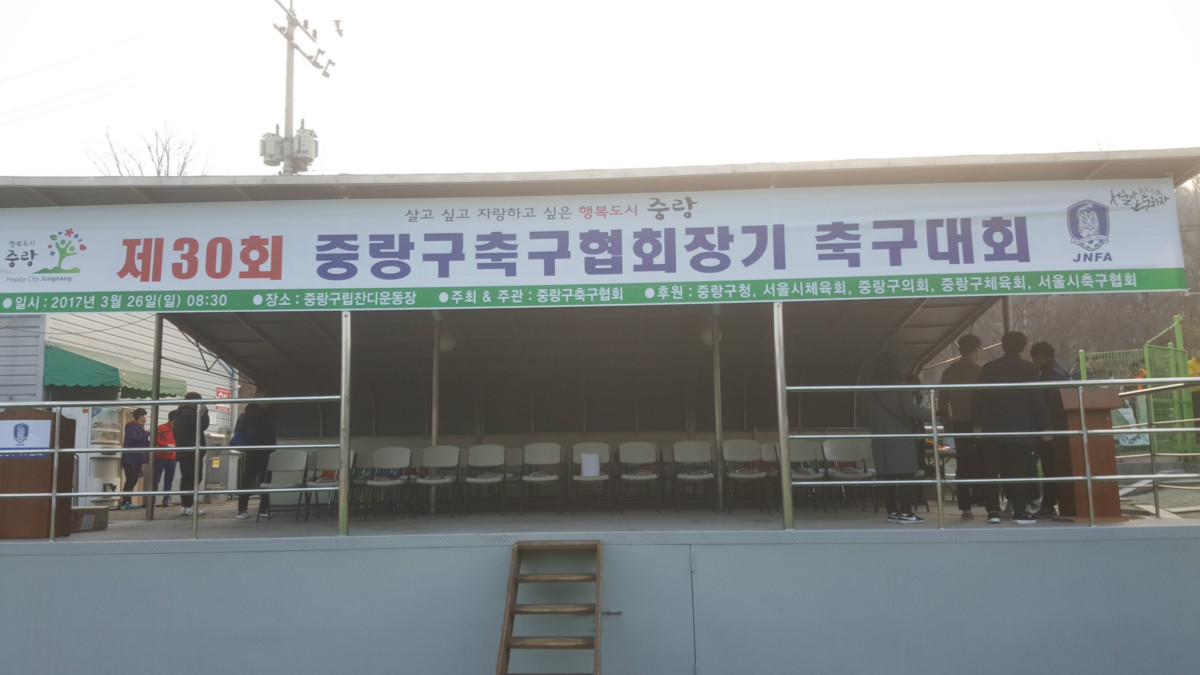 살고 싶고 자랑하고 싶은 행복도시 중랑
행복도시
중랑
Happy City Jungnang
제30회 중랑구축구협회장기 축구대회
JNFA
●일시 : 2017년 3월 26일(일) 08:30 ●장소 : 중랑구립잔디운동장 ●주최 & 주관 : 중랑구축구협회 ●후원 : 중랑구청, 서울시체육회, 중랑구의회, 중랑구체육회, 서울시축구협회